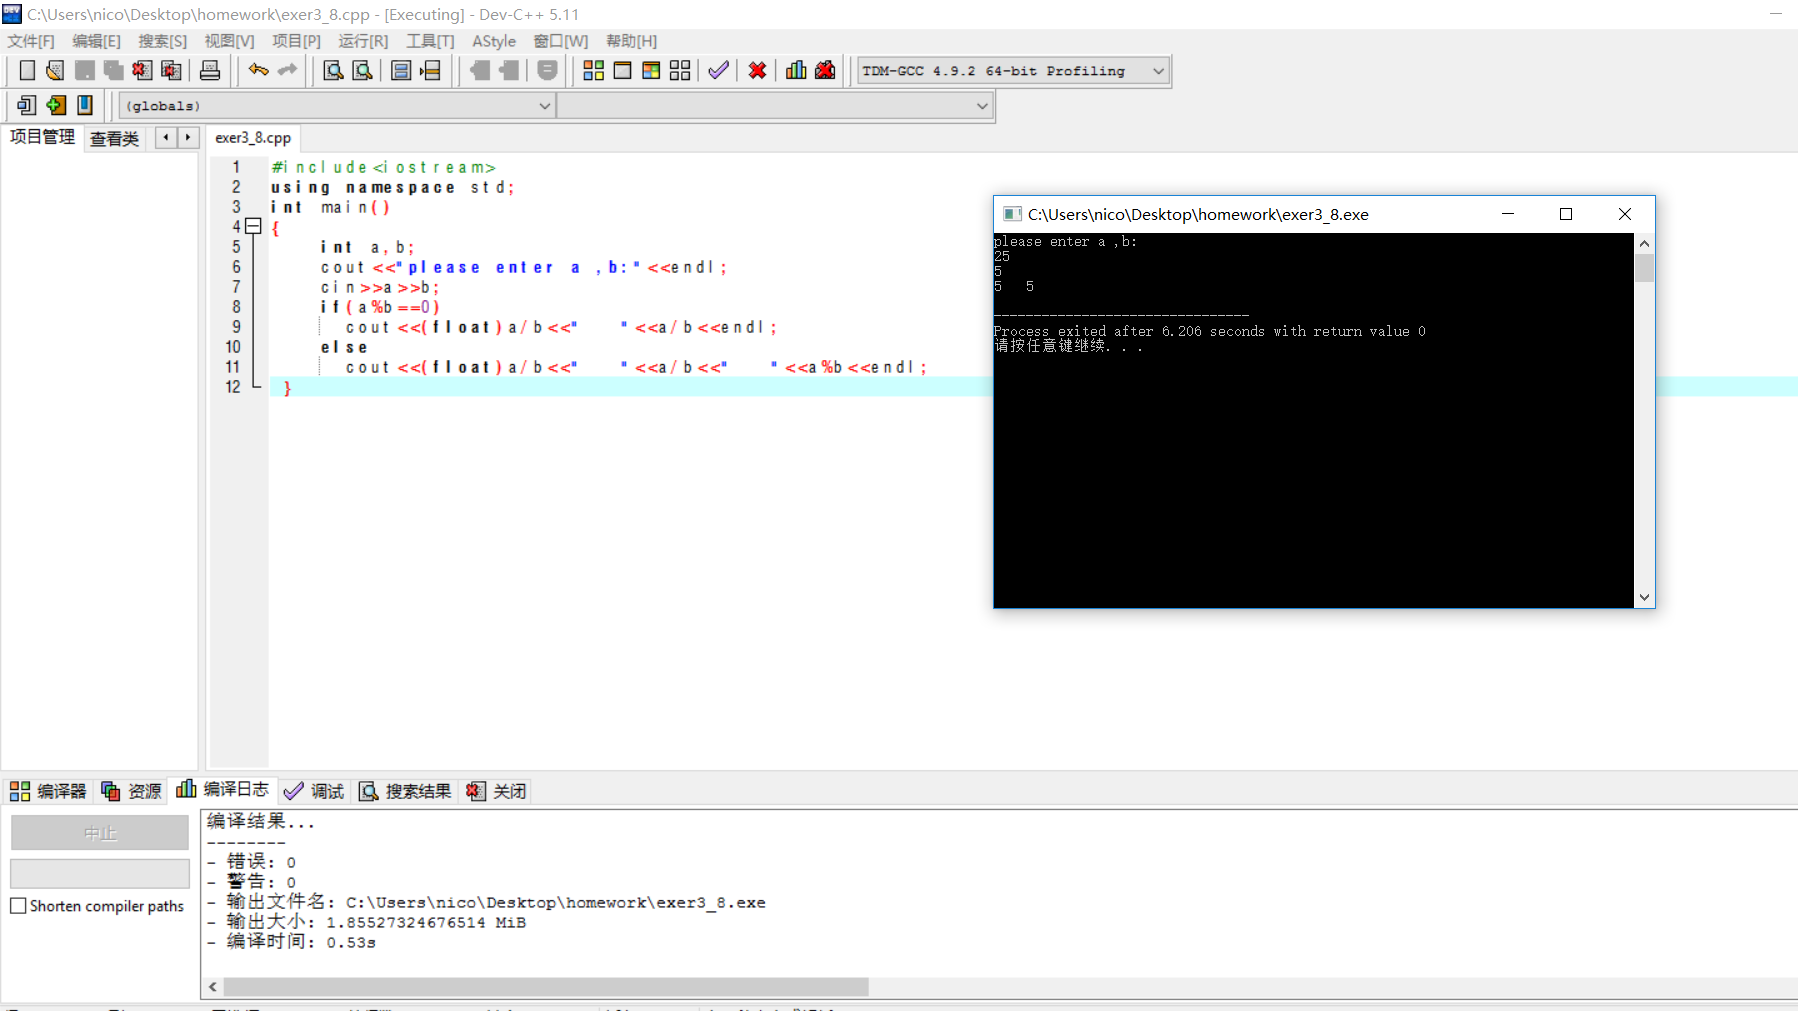 C:\Users\nico\Desktop\homework\exer3_8.cpp - [Executing] - Dev-C++ 5.11
文件[F] 编辑[E] 搜索[S] 视图[V] 项目[P] 运行[R] 工具[T] AStyle 窗口[W] 帮助[H]
TDM-GCC 4.9.2 64-bit Profiling
(globals)
项目管理 查看类 exer3_8.cpp
1 #include<iostream>
2 using namespace std;
3 int main()
4 {
5 int a,b;
6 cout<<"please enter a ,b:"<<endl;
7 cin>>a>>b;
8 if(a%b==0)
9 cout<<(float)a/b<<"   "<<a/b<<endl;
10 else
11 cout<<(float)a/b<<"   "<<a/b<<"   "<<a%b<<endl;
12 }
C:\Users\nico\Desktop\homework\exer3_8.exe
please enter a ,b:
25
5
5   5
--------------------------------
Process exited after 6.206 seconds with return value 0
请按任意键继续. . .
编译器 资源 编译日志 调试 搜索结果 关闭
中止
Shorten compiler paths
编译结果...
--------
- 错误: 0
- 警告: 0
- 输出文件名: C:\Users\nico\Desktop\homework\exer3_8.exe
- 输出大小: 1.85527324676514 MiB
- 编译时间: 0.53s